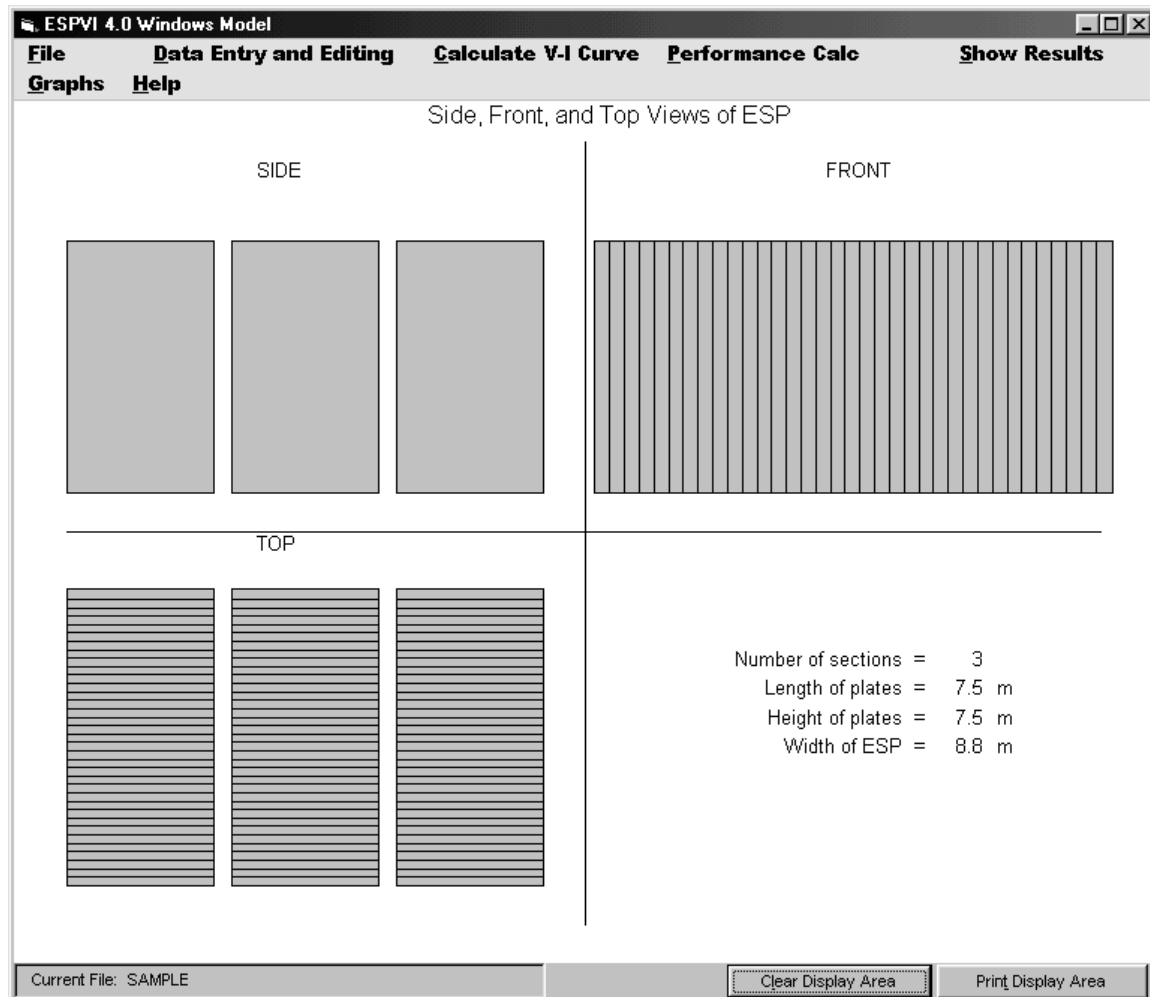 ESPVI 4.0 Windows Model
File Data Entry and Editing Calculate V-I Curve Performance Calc Show Results
Graphs Help
Side, Front, and Top Views of ESP
SIDE FRONT
TOP
Number of sections = 3
Length of plates = 7.5 m
Height of plates = 7.5 m
Width of ESP = 8.8 m
Current File: SAMPLE Clear Display Area Print Display Area